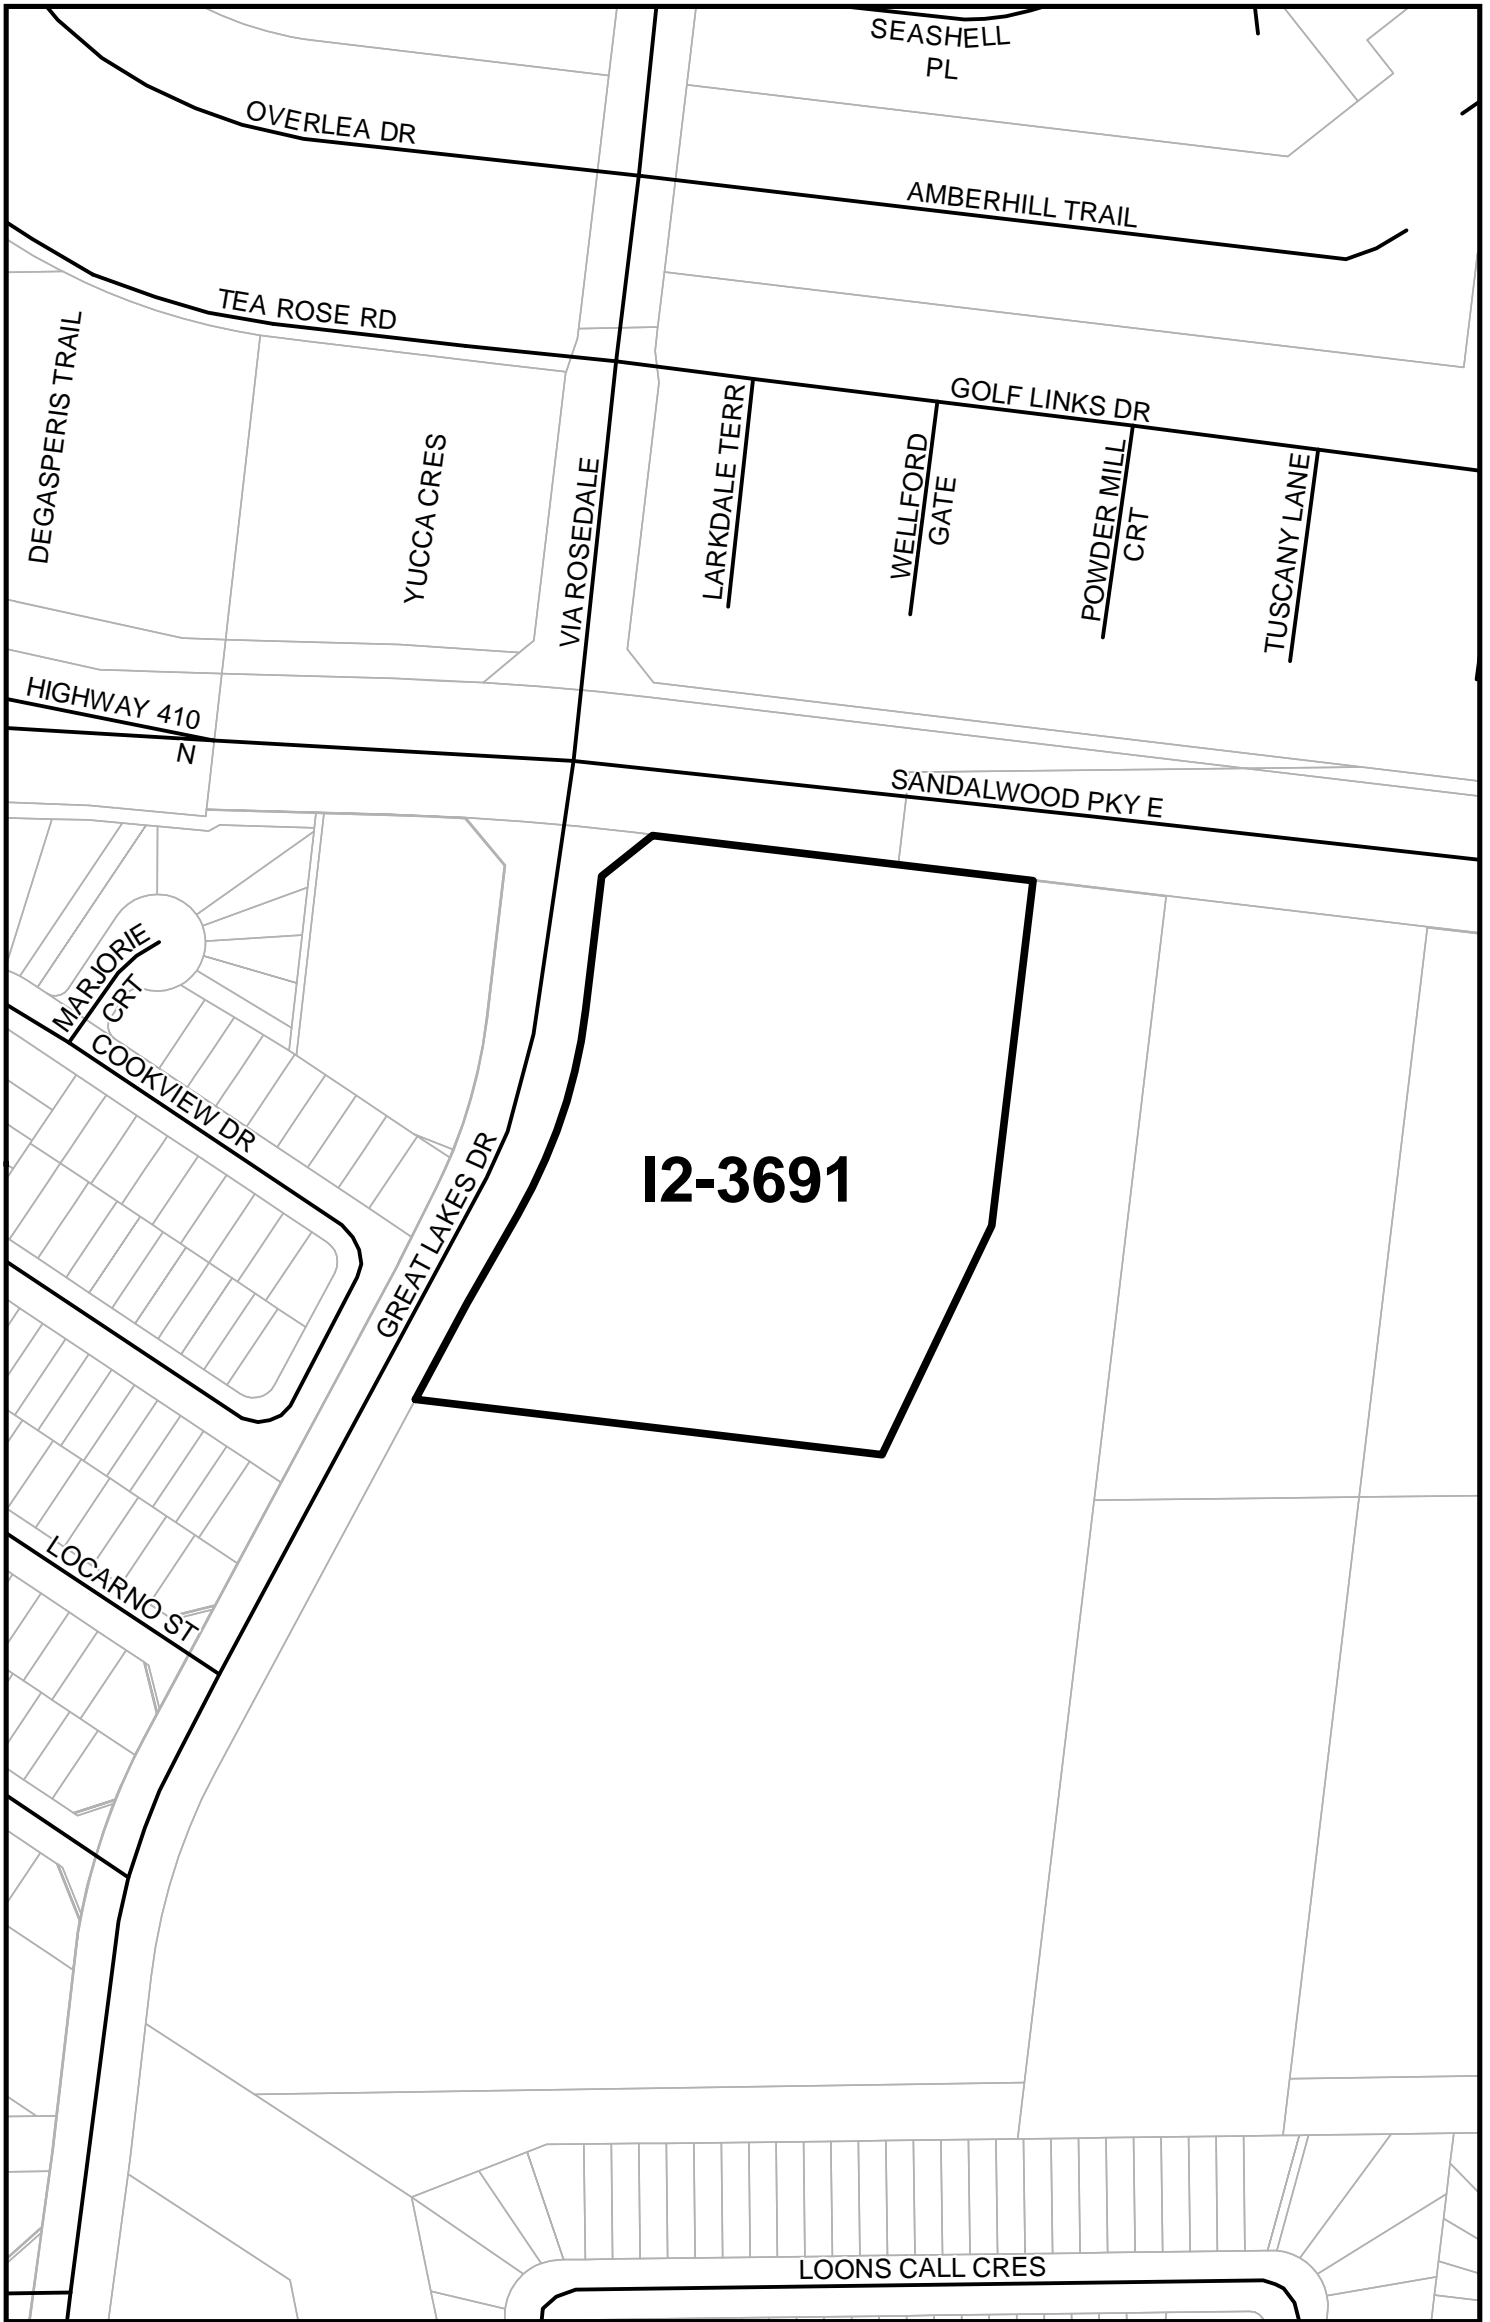 SEASHELL
PL
OVERLEA DR
AMBERHILL TRAIL
TEA ROSE RD
DEGASPERIS TRAIL
YUCCA CRES
VIA ROSEDALE
LARKDALE TERR
GOLF LINKS DR
WELLFORD
GATE
POWDER MILL
CRT
TUSCANY LANE
HIGHWAY 410
N
SANDALWOOD PKY E
MARJORIE
CRT
COOKVIEW DR
GREAT LAKES DR
I2-3691
LOCARNO ST
LOONS CALL CRES